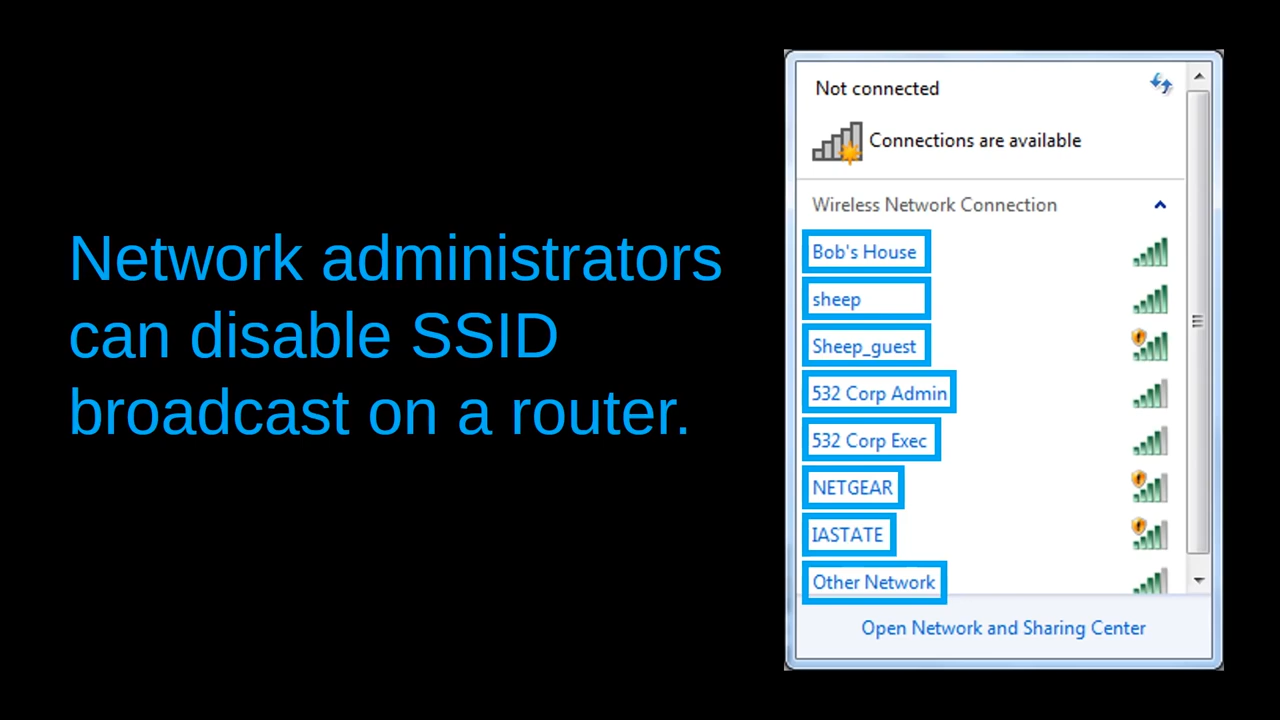 Network administrators
can disable SSID
broadcast on a router.
Not connected
Connections are available
Wireless Network Connection
Bob's House
sheep
Sheep_guest
532 Corp Admin
532 Corp Exec
NETGEAR
IASTATE
Other Network
Open Network and Sharing Center